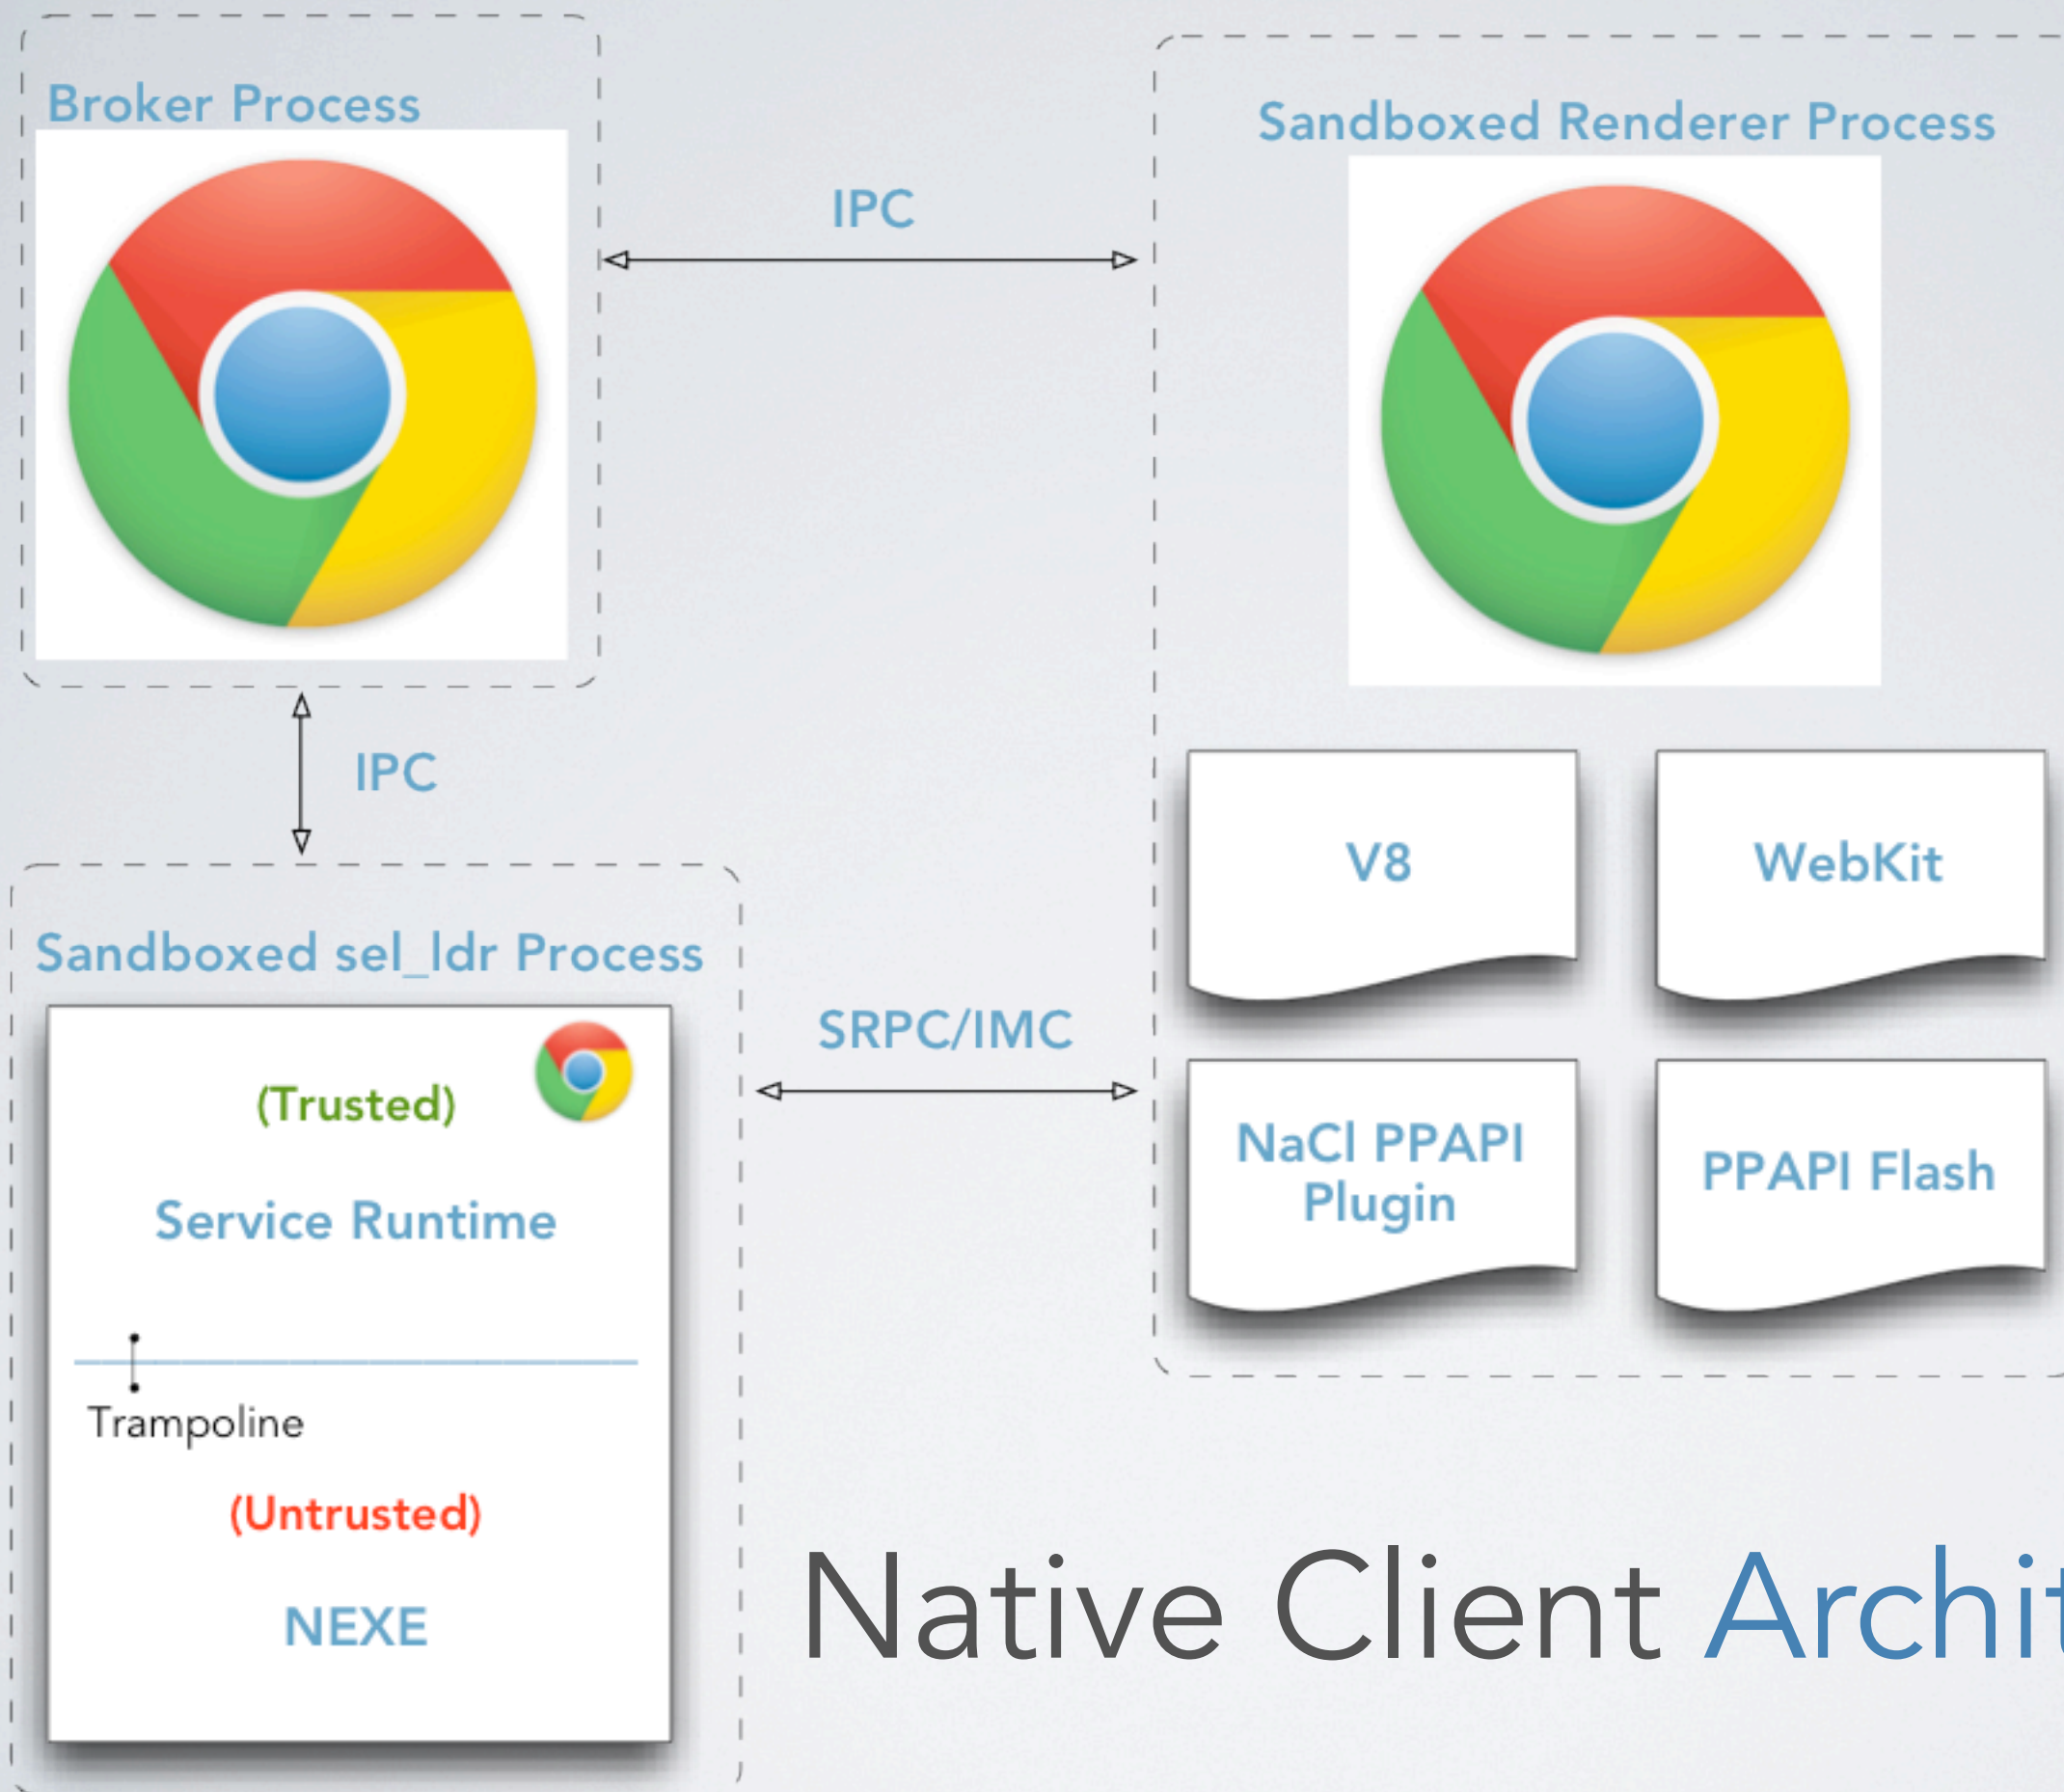 Broker Process
Sandboxed Renderer Process
IPC
IPC
V8
WebKit
Sandboxed sel_ldr Process
SRPC/IMC
(Trusted)
NaCl PPAPI
Plugin
PPAPI Flash
Service Runtime
Trampoline
(Untrusted)
NEXE
Native Client